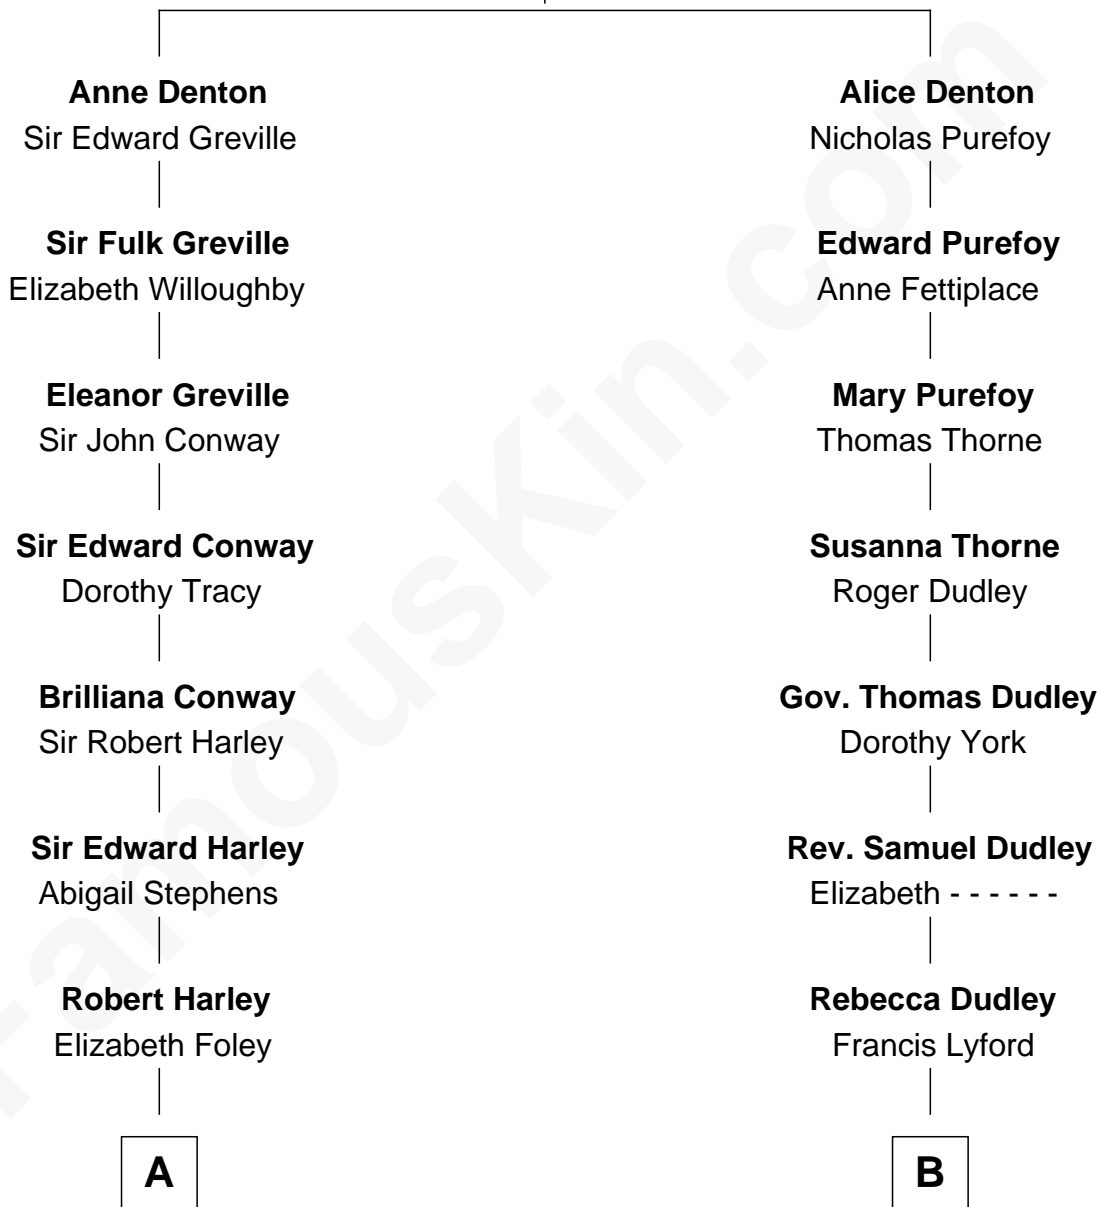 Anne Denton
Sir Edward Greville
Sir Fulk Greville
Elizabeth Willoughby
Eleanor Greville
Sir John Conway
Sir Edward Conway
Dorothy Tracy
Brilliana Conway
Sir Robert Harley
Sir Edward Harley
Abigail Stephens
Robert Harley
Elizabeth Foley
A
Alice Denton
Nicholas Purefoy
Edward Purefoy
Anne Fettiplace
Mary Purefoy
Thomas Thorne
Susanna Thorne
Roger Dudley
Gov. Thomas Dudley
Dorothy York
Rev. Samuel Dudley
Elizabeth - - - - - -
Rebecca Dudley
Francis Lyford
B
FamousKin.com